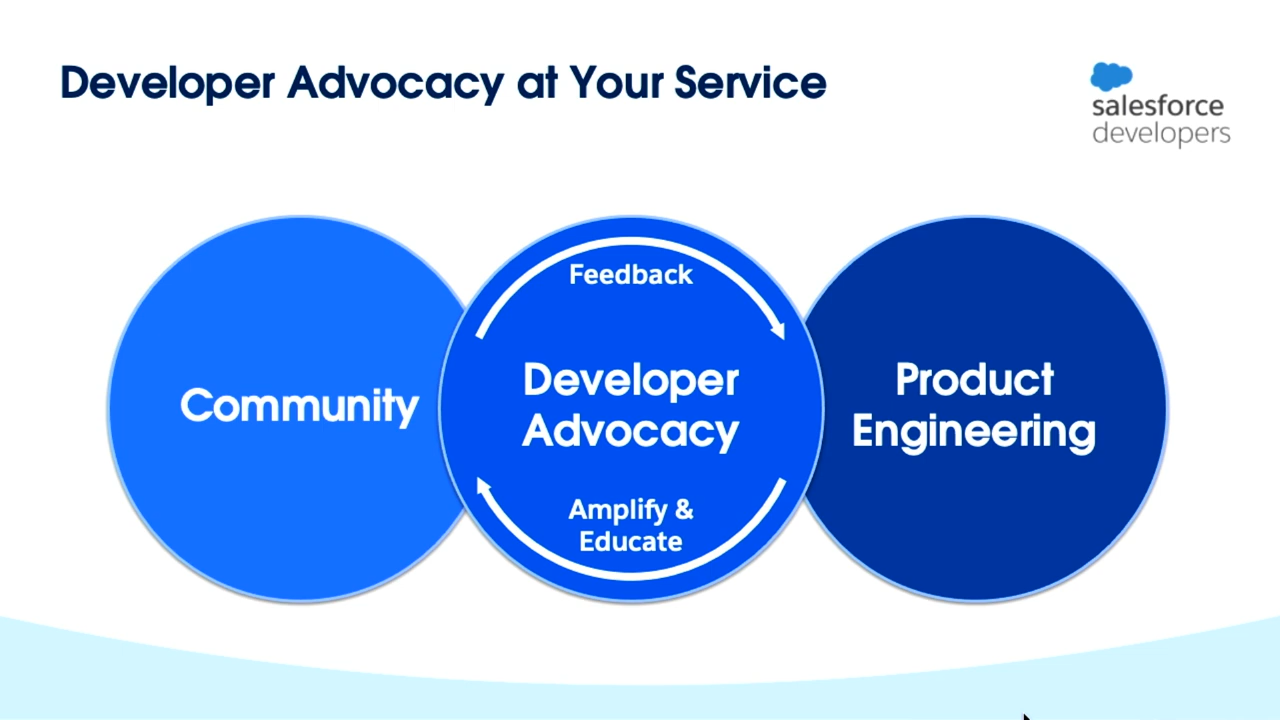 Developer Advocacy at Your Service
salesforce
developers
Feedback
Community
Developer
Advocacy
Product
Engineering
Amplify &
Educate